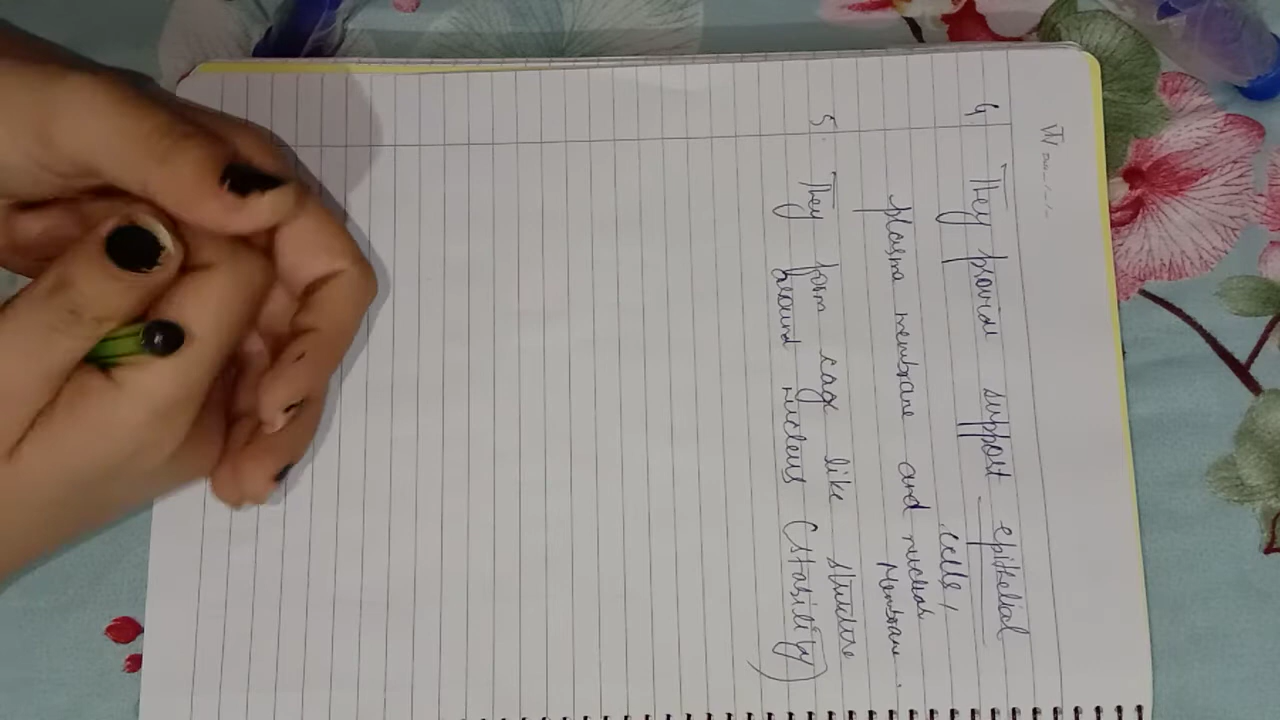 4 They provide support epithelial
cells,
plasma membrane and nuclear
Membrane.
5. They form cage like structure
around nucleus (stability)